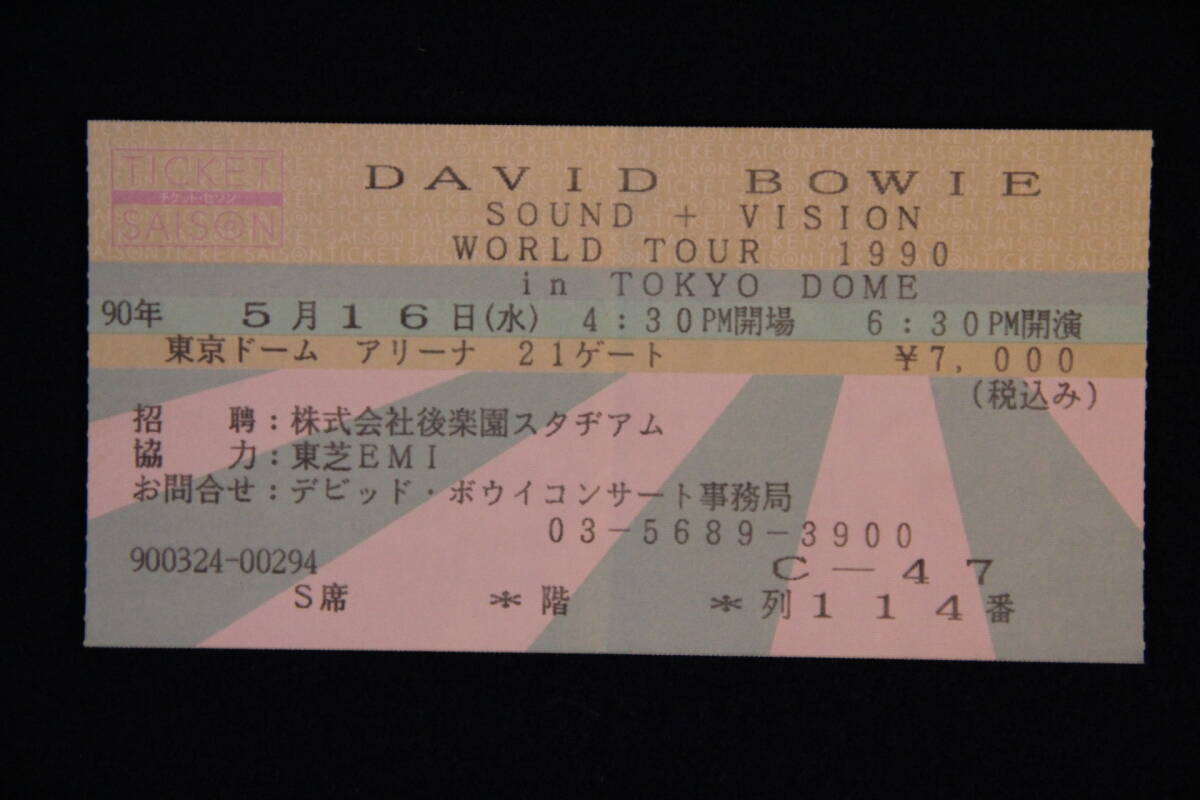 TICKET
チケット・セゾン
SAISON
DAVID BOWIE
SOUND + VISION
WORLD TOUR 1990
in TOKYO DOME
90年 5月16日(水) 4:30PM開場 6:30PM開演
東京ドーム アリーナ 21ゲート ¥7,000
(税込み)
招 聘:株式会社後楽園スタヂアム
協 力:東芝EMI
お問合せ:デビッド・ボウイコンサート事務局
03-5689-3900
900324-00294 C-47
S席 *階 *列114番